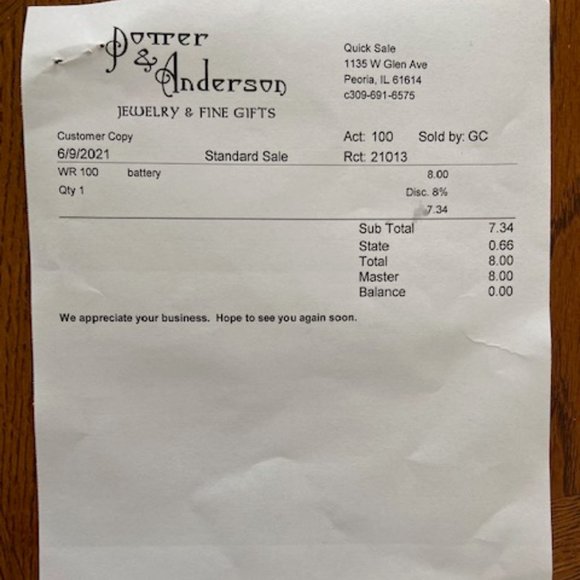 Potter
&
Anderson
JEWELRY & FINE GIFTS
Quick Sale
1135 W Glen Ave
Peoria, IL 61614
c309-691-6575
Customer Copy Act: 100 Sold by: GC
6/9/2021 Standard Sale Rct: 21013
WR 100 battery 8.00
Qty 1 Disc. 8%
7.34
Sub Total 7.34
State 0.66
Total 8.00
Master 8.00
Balance 0.00
We appreciate your business. Hope to see you again soon.